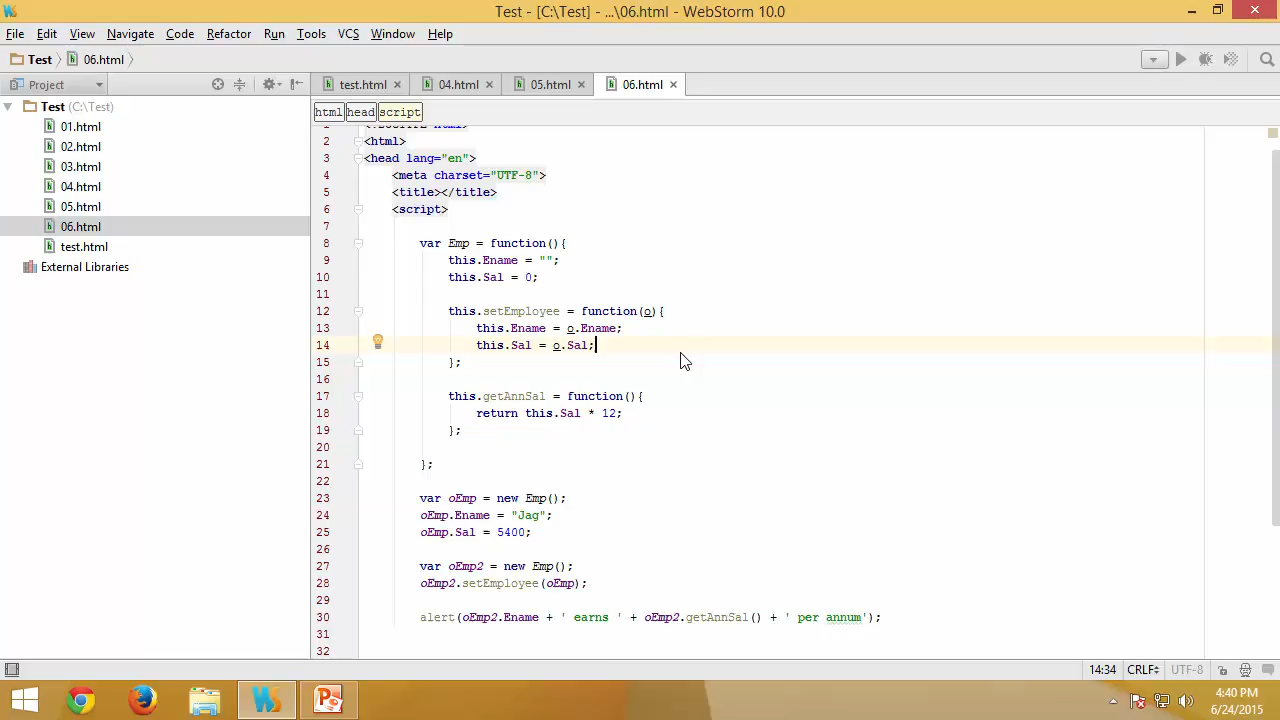 Test - [C:\Test] - ...\06.html - WebStorm 10.0
File Edit View Navigate Code Refactor Run Tools VCS Window Help
Test 06.html
Project test.html 04.html 05.html 06.html
Test (C:\Test)
01.html
02.html
03.html
04.html
05.html
06.html
test.html
External Libraries
html head script
2 <html>
3 <head lang="en">
4 <meta charset="UTF-8">
5 <title></title>
6 <script>
7
8 var Emp = function(){
9 this.Ename = "";
10 this.Sal = 0;
11
12 this.setEmployee = function(o){
13 this.Ename = o.Ename;
14 this.Sal = o.Sal;
15 };
16
17 this.getAnnSal = function(){
18 return this.Sal * 12;
19 };
20
21 };
22
23 var oEmp = new Emp();
24 oEmp.Ename = "Jag";
25 oEmp.Sal = 5400;
26
27 var oEmp2 = new Emp();
28 oEmp2.setEmployee(oEmp);
29
30 alert(oEmp2.Ename + ' earns ' + oEmp2.getAnnSal() + ' per annum');
31
32
14:34 CRLF UTF-8
4:40 PM
6/24/2015